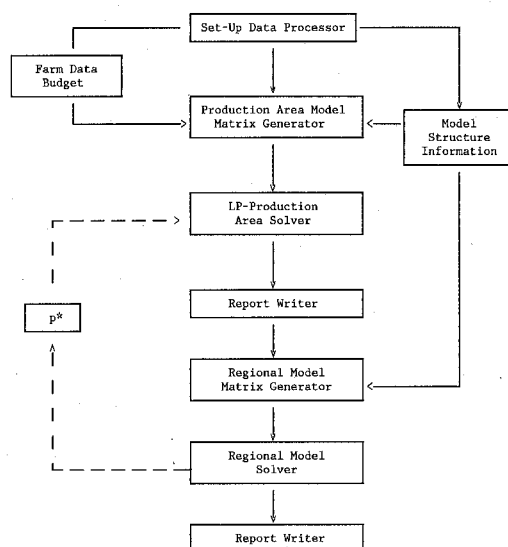 Set-Up Data Processor
Farm Data
Budget
Production Area Model
Matrix Generator
Model
Structure
Information
LP-Production
Area Solver
p*
Report Writer
Regional Model
Matrix Generator
Regional Model
Solver
Report Writer